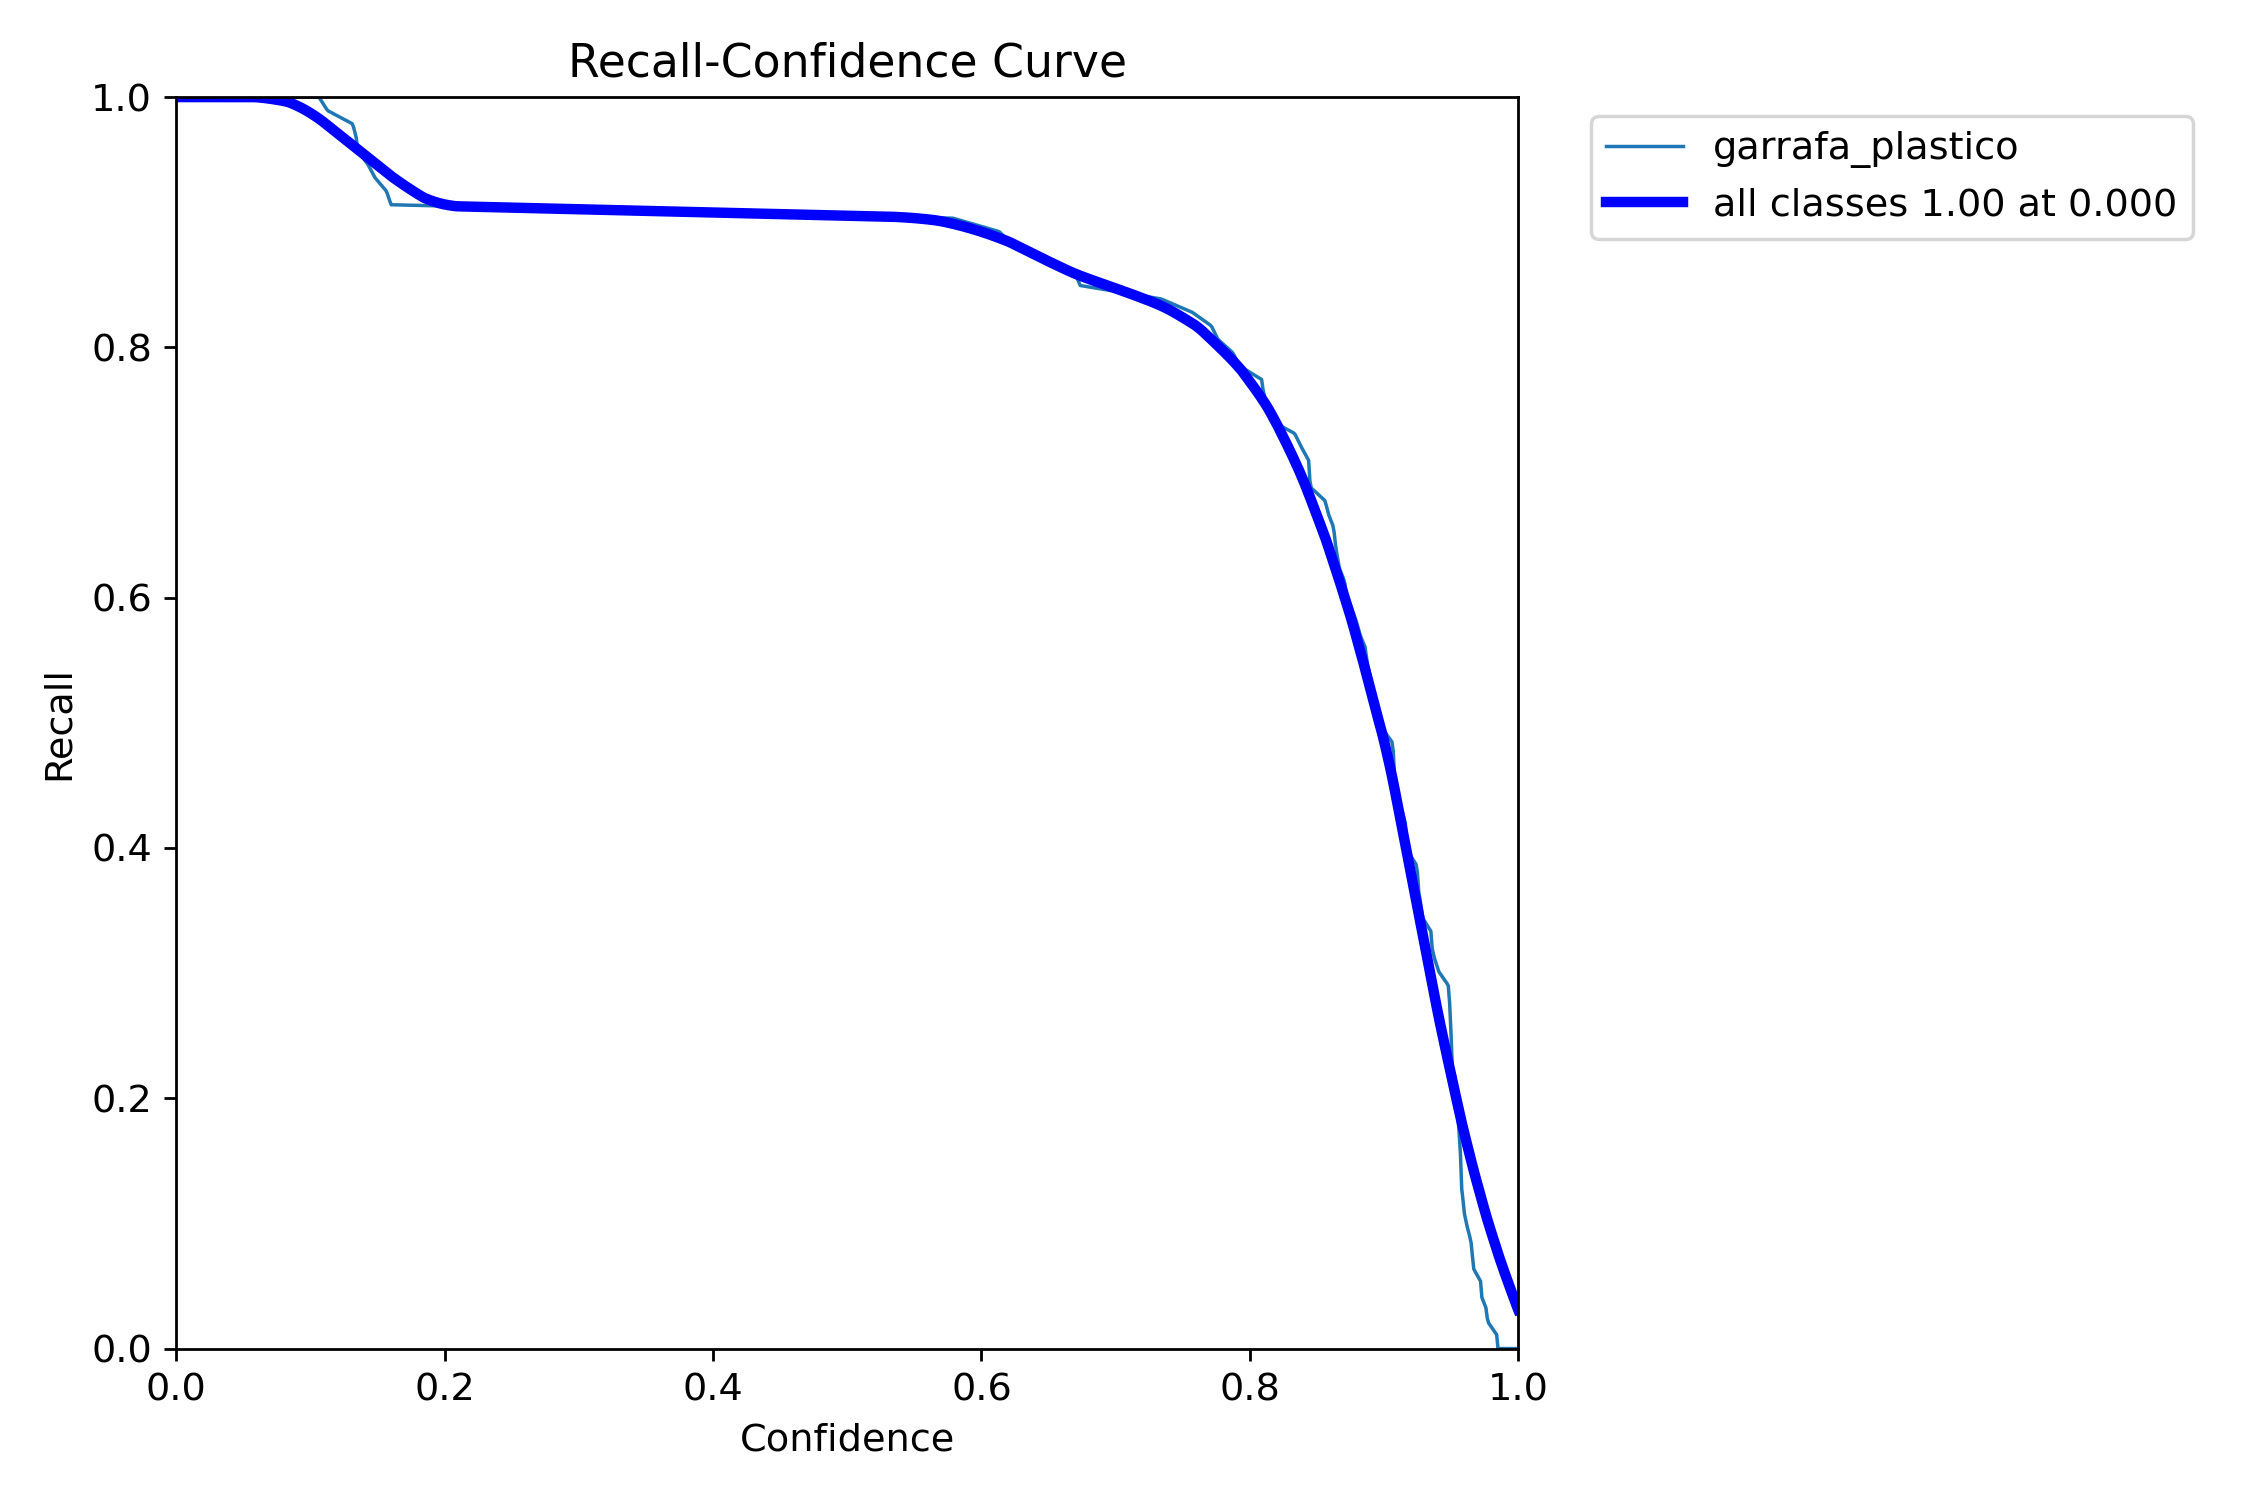 Recall-Confidence Curve
garrafa_plastico
all classes 1.00 at 0.000
1.0
0.8
0.6
0.4
0.2
0.0
Recall
0.0 0.2 0.4 0.6 0.8 1.0
Confidence